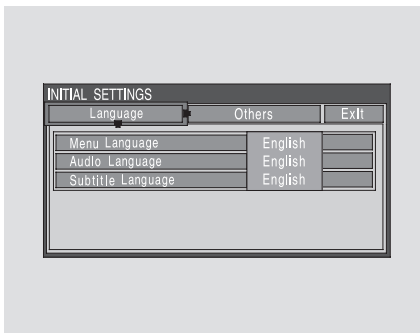 INITIAL SETTINGS
Language Others Exit
Menu Language English
Audio Language English
Subtitle Language English